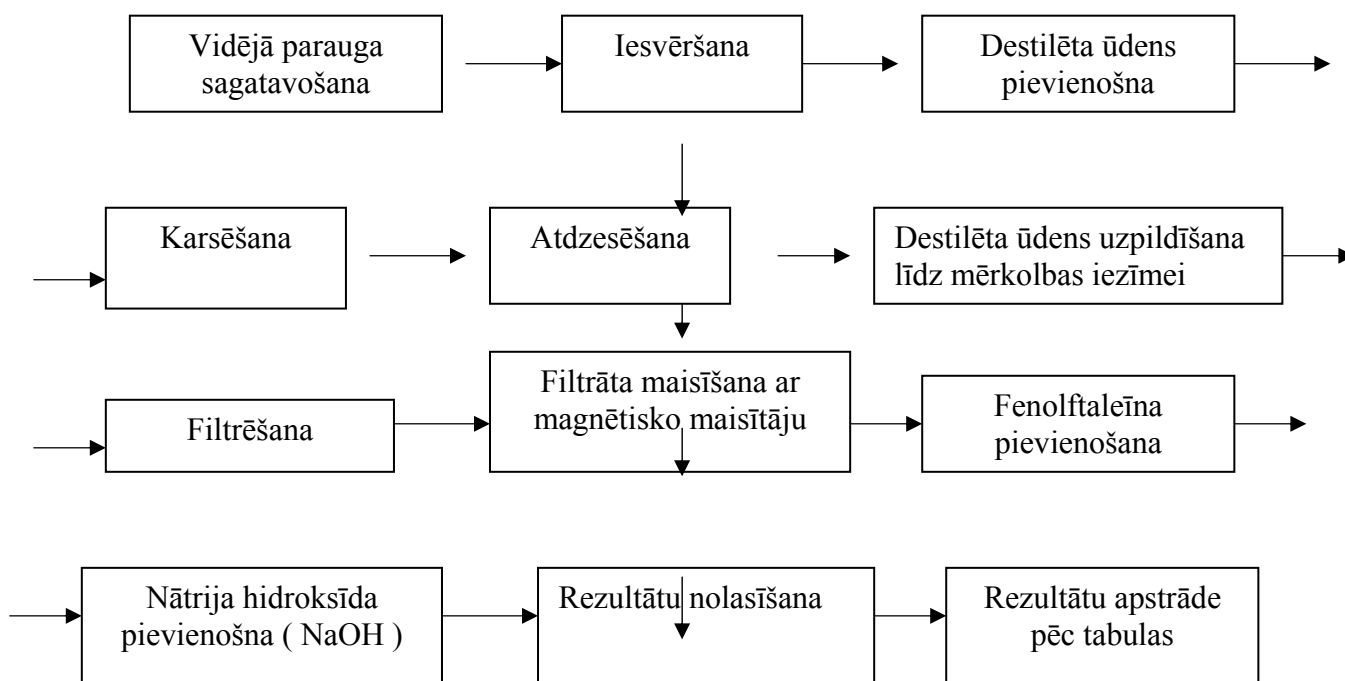 Vidējā parauga
sagatavošana
Iesvēršana
Destilēta ūdens
pievienošna
Karsēšana
Atdzesēšana
Destilēta ūdens uzpildīšana
līdz mērkolbas iezīmei
Filtrēšana
Filtrāta maisīšana ar
magnētisko maisītāju
Fenolftaleīna
pievienošana
Nātrija hidroksīda
pievienošna ( NaOH )
Rezultātu nolasīšana
Rezultātu apstrāde
pēc tabulas